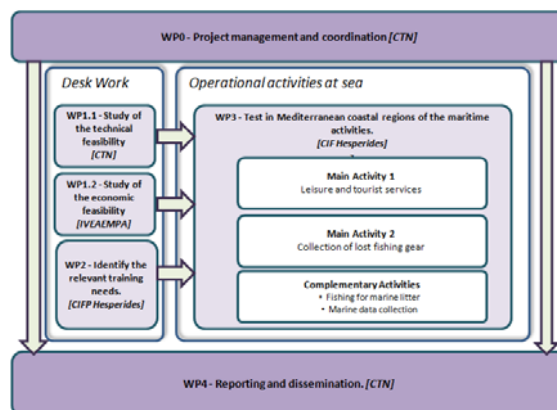 WP0 - Project management and coordination [CTN]
Desk Work
Operational activities at sea
WP1.1 - Study of
the technical
feasibility
[CTN]
WP1.2 - Study of
the economic
feasibility
[IVEAEMPA]
WP2 - Identify the
relevant training
needs.
[CIFP Hesperides]
WP3 - Test in Mediterranean coastal regions of the maritime
activities.
[CIF Hesperides]
Main Activity 1
Leisure and tourist services
Main Activity 2
Collection of lost fishing gear
Complementary Activities
• Fishing for marine litter
• Marine data collection
WP4 - Reporting and dissemination. [CTN]